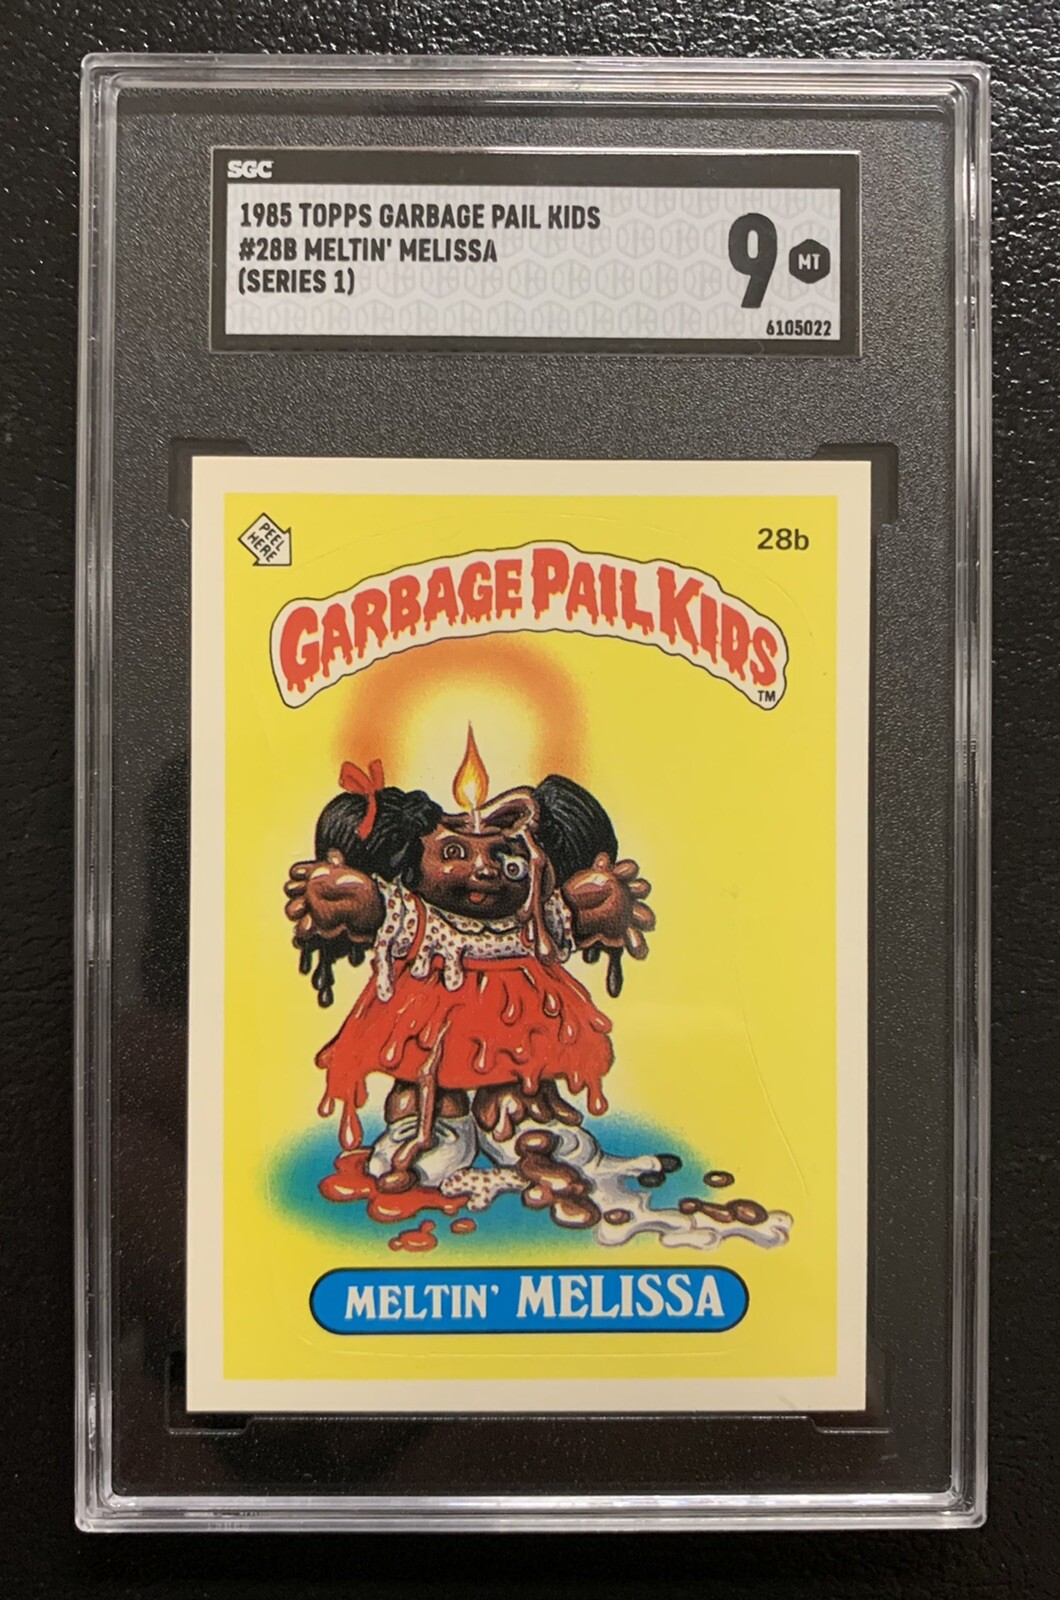 SGC
1985 TOPPS GARBAGE PAIL KIDS
#28B MELTIN' MELISSA
(SERIES 1)
9 MT
6105022
PEEL
HERE
28b
GARBAGE PAIL KIDS
TM
MELTIN' MELISSA